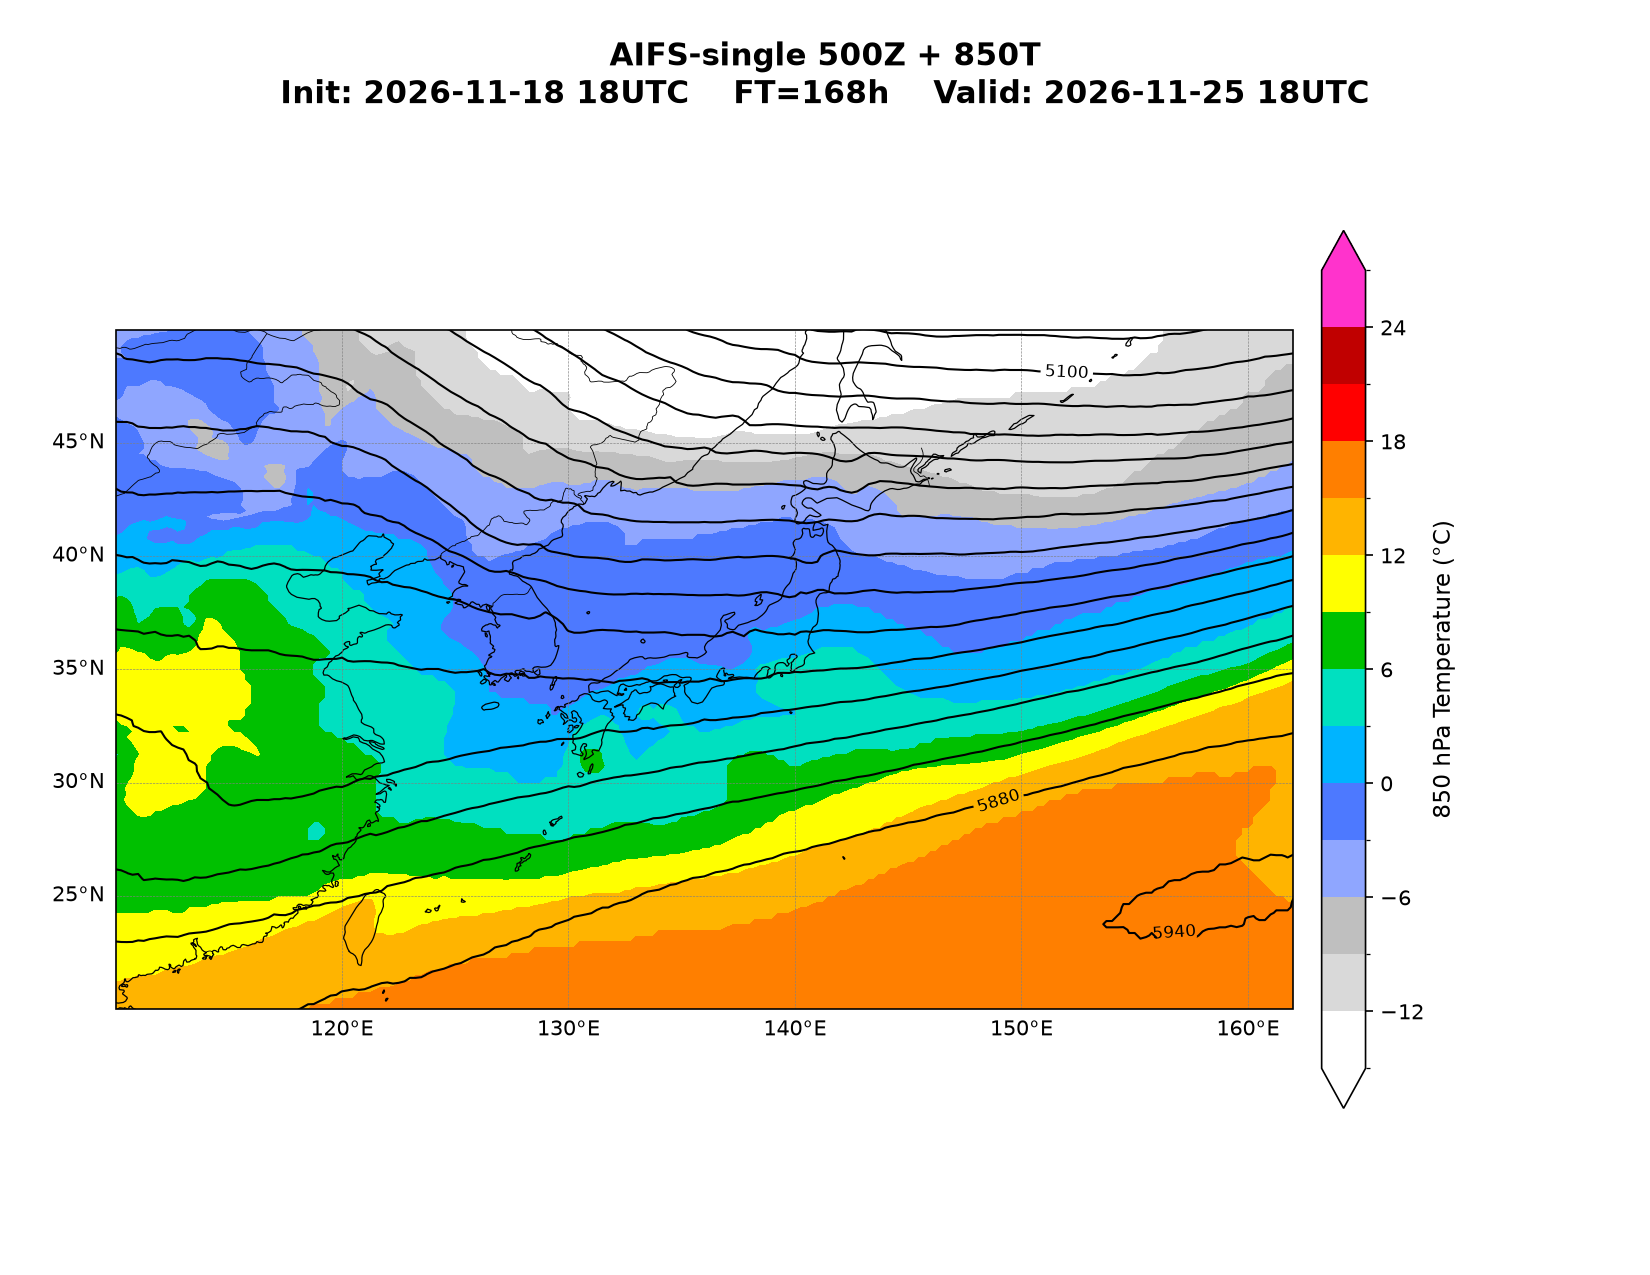 AIFS-single 500Z + 850T
Init: 2026-11-18 18UTC    FT=168h    Valid: 2026-11-25 18UTC
5100
5880
5940
45°N
40°N
35°N
30°N
25°N
120°E
130°E
140°E
150°E
160°E
24
18
12
6
0
−6
−12
850 hPa Temperature (°C)